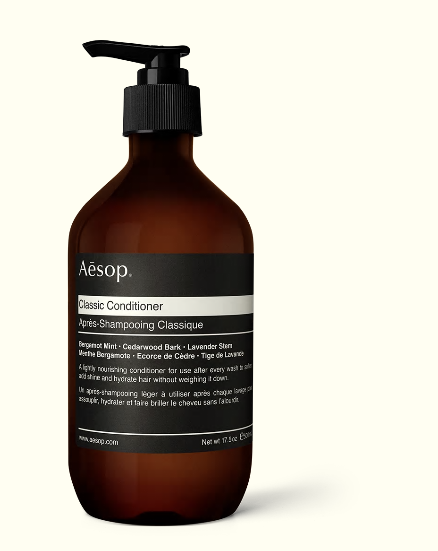 Aēsop®
Classic Conditioner
Après-Shampooing Classique
Bergamot Mint • Cedarwood Bark • Lavender Stem
Menthe Bergamote • Ecorce de Cèdre • Tige de Lavande
A lightly nourishing conditioner for use after every wash to
add shine and hydrate hair without weighing it down.
Un après-shampooing léger à utiliser après chaque lavage
assouplir, hydrater et faire briller le cheveu sans l'alourdir.
www.aesop.com
Net wt 17.5 oz